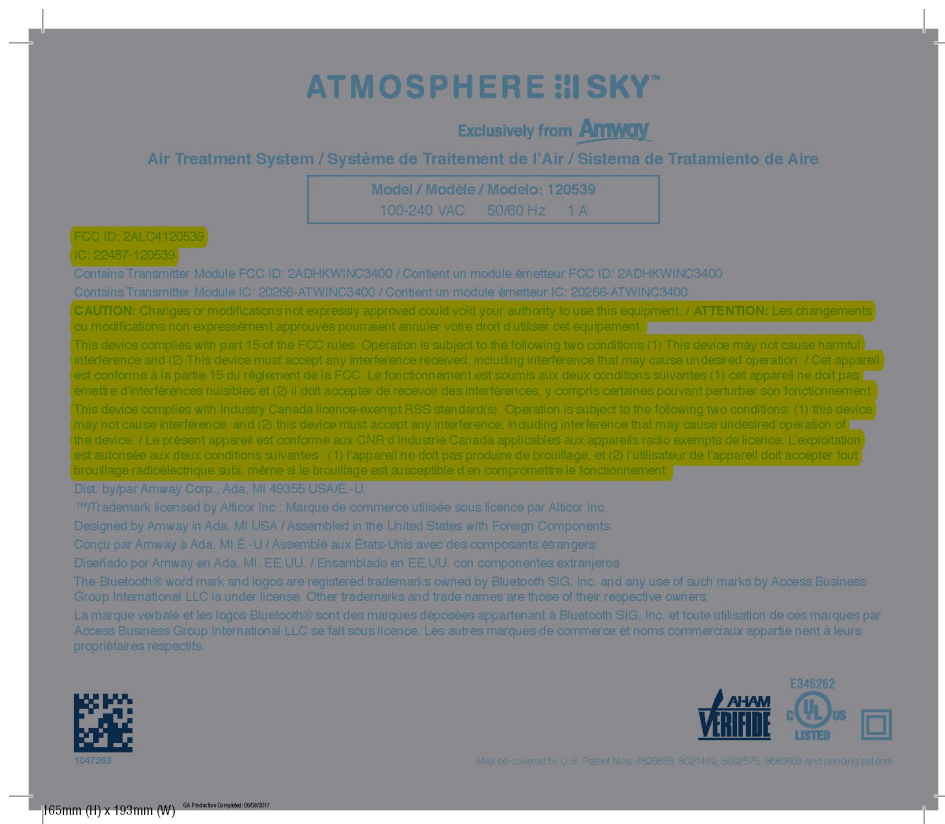 ATMOSPHERE SKY™
Exclusively from Amway
Air Treatment System / Système de Traitement de l'Air / Sistema de Tratamiento de Aire
Model / Modèle / Modelo: 120539
100-240 VAC 50/60 Hz 1 A
FCC ID: 2ALC4120539
IC: 22487-120539
Contains Transmitter Module FCC ID: 2ADHKWINC3400 / Contient un module émetteur FCC ID: 2ADHKWINC3400
Contains Transmitter Module IC: 20266-ATWINC3400 / Contient un module émetteur IC: 20266-ATWINC3400
CAUTION: Changes or modifications not expressly approved could void your authority to use this equipment. / ATTENTION: Les changements
ou modifications non expressément approuvés pourraient annuler votre droit d'utiliser cet équipement.
This device complies with part 15 of the FCC rules. Operation is subject to the following two conditions (1) This device may not cause harmful
interference and (2) This device must accept any interference received, including interference that may cause undesired operation. / Cet appareil
est conforme à la partie 15 du règlement de la FCC. Le fonctionnement est soumis aux deux conditions suivantes (1) cet appareil ne doit pas
émettre d'interférences nuisibles et (2) il doit accepter de recevoir des interférences, y compris certaines pouvant perturber son fonctionnement.
This device complies with Industry Canada licence-exempt RSS standard(s). Operation is subject to the following two conditions: (1) this device
may not cause interference, and (2) this device must accept any interference, including interference that may cause undesired operation of
the device. / Le présent appareil est conforme aux CNR d'Industrie Canada applicables aux appareils radio exempts de licence. L'exploitation
est autorisée aux deux conditions suivantes : (1) l'appareil ne doit pas produire de brouillage, et (2) l'utilisateur de l'appareil doit accepter tout
brouillage radioélectrique subi, même si le brouillage est susceptible d'en compromettre le fonctionnement.
Dist. by/par Amway Corp., Ada, MI 49355 USA/É.-U.
™/Trademark licensed by Alticor Inc.; Marque de commerce utilisée sous licence par Alticor Inc.
Designed by Amway in Ada, MI USA / Assembled in the United States with Foreign Components.
Conçu par Amway à Ada, MI É.-U / Assemblé aux États-Unis avec des composants étrangers.
Diseñado por Amway en Ada, MI, EE.UU. / Ensamblado en EE.UU. con componentes extranjeros
The Bluetooth® word mark and logos are registered trademarks owned by Bluetooth SIG, Inc. and any use of such marks by Access Business
Group International LLC is under license. Other trademarks and trade names are those of their respective owners.
La marque verbale et les logos Bluetooth® sont des marques déposées appartenant à Bluetooth SIG, Inc. et toute utilisation de ces marques par
Access Business Group International LLC se fait sous licence. Les autres marques de commerce et noms commerciaux appartie nent à leurs
propriétaires respectifs.
E346262
AHAM
VERIFIDE
C UL US
LISTED
1047263
May be covered by U.S. Patent Nos. 7828868, 8021469, 8092575, 8689603 and pending patents
165mm (H) x 193mm (W)
GA Production Completed: 06/08/2017